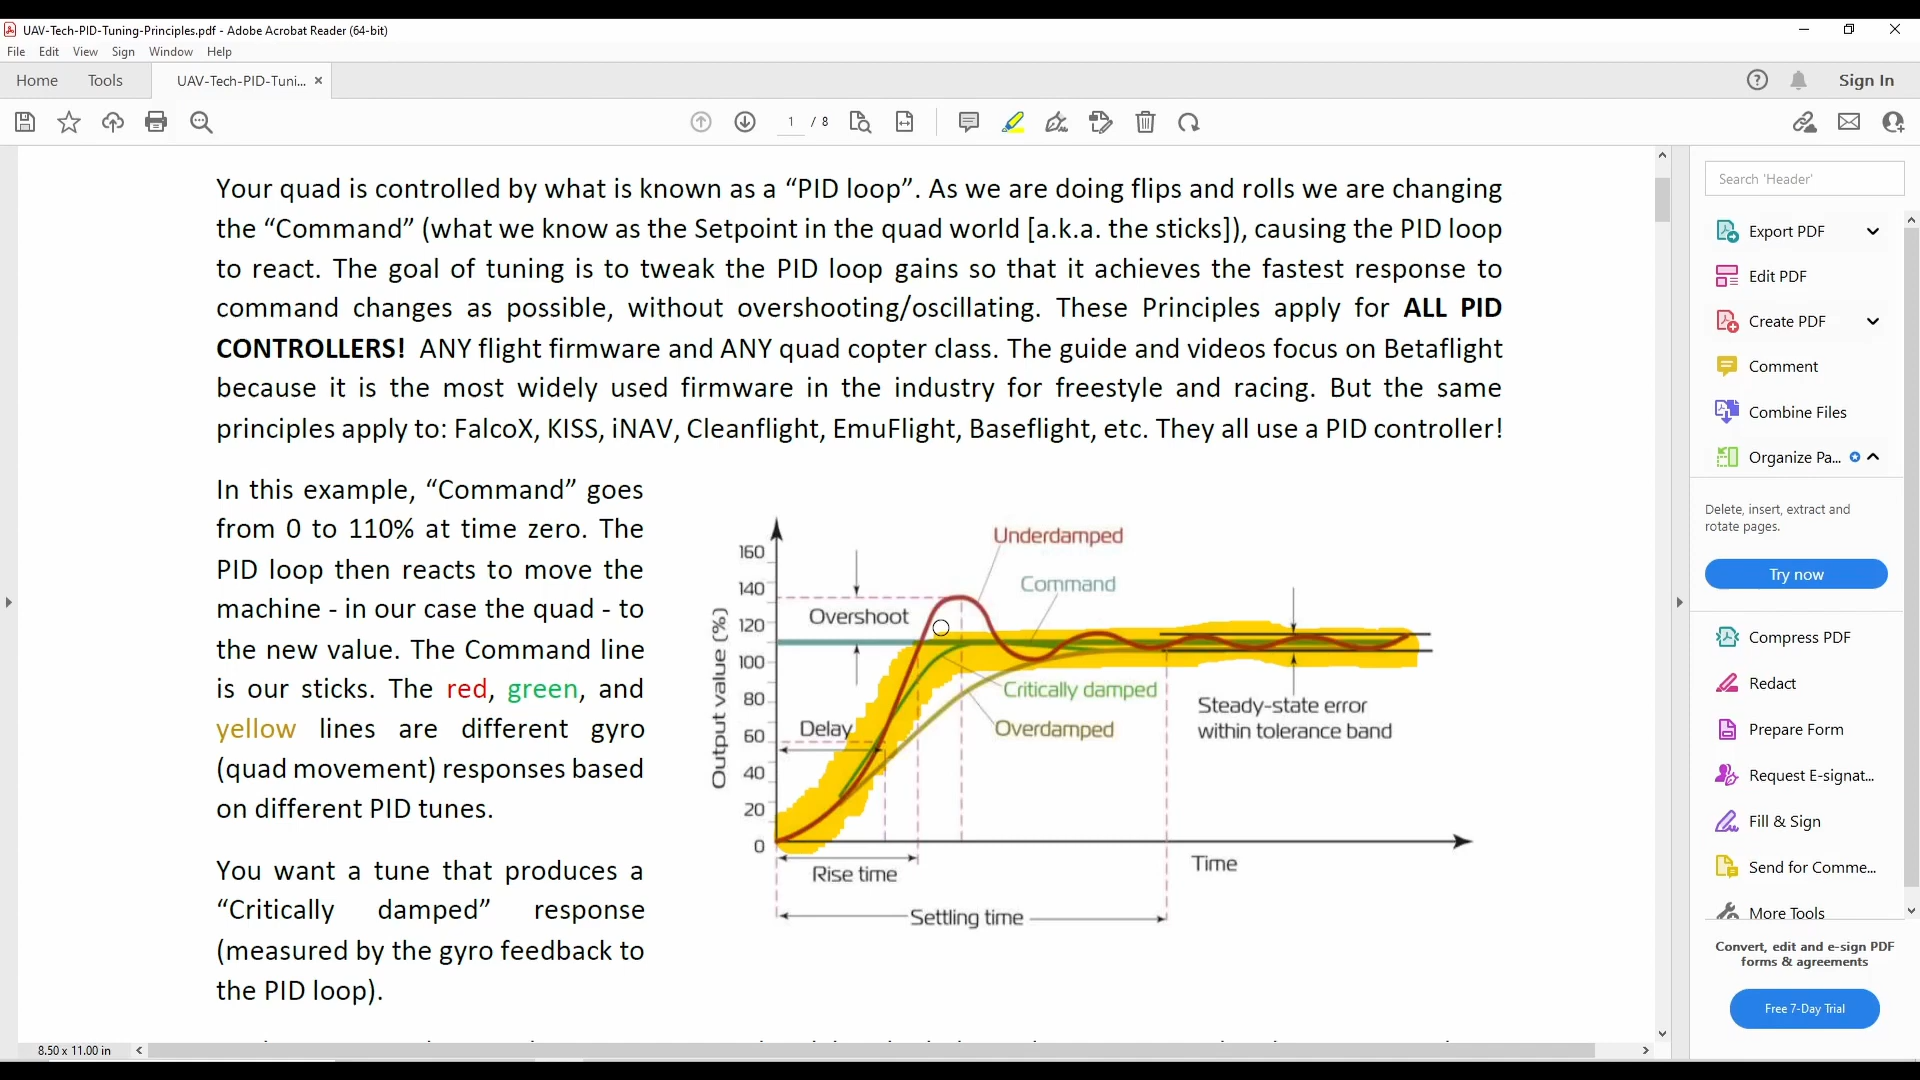 UAV-Tech-PID-Tuning-Principles.pdf - Adobe Acrobat Reader (64-bit)
File Edit View Sign Window Help
Home Tools UAV-Tech-PID-Tuni... × Sign In
1 / 8
Your quad is controlled by what is known as a “PID loop”. As we are doing flips and rolls we are changing
the “Command” (what we know as the Setpoint in the quad world [a.k.a. the sticks]), causing the PID loop
to react. The goal of tuning is to tweak the PID loop gains so that it achieves the fastest response to
command changes as possible, without overshooting/oscillating. These Principles apply for ALL PID
CONTROLLERS! ANY flight firmware and ANY quad copter class. The guide and videos focus on Betaflight
because it is the most widely used firmware in the industry for freestyle and racing. But the same
principles apply to: FalcoX, KISS, iNAV, Cleanflight, EmuFlight, Baseflight, etc. They all use a PID controller!
In this example, “Command” goes
from 0 to 110% at time zero. The
PID loop then reacts to move the
machine - in our case the quad - to
the new value. The Command line
is our sticks. The red, green, and
yellow lines are different gyro
(quad movement) responses based
on different PID tunes.
You want a tune that produces a
“Critically damped” response
(measured by the gyro feedback to
the PID loop).
Output value (%)
160
140
120
100
80
60
40
20
0
Underdamped
Command
Overshoot
Critically damped
Overdamped
Delay
Steady-state error
within tolerance band
Rise time
Time
Settling time
8.50 x 11.00 in
Search 'Header'
Export PDF
Edit PDF
Create PDF
Comment
Combine Files
Organize Pa...
Delete, insert, extract and
rotate pages.
Try now
Compress PDF
Redact
Prepare Form
Request E-signat...
Fill & Sign
Send for Comme...
More Tools
Convert, edit and e-sign PDF
forms & agreements
Free 7-Day Trial